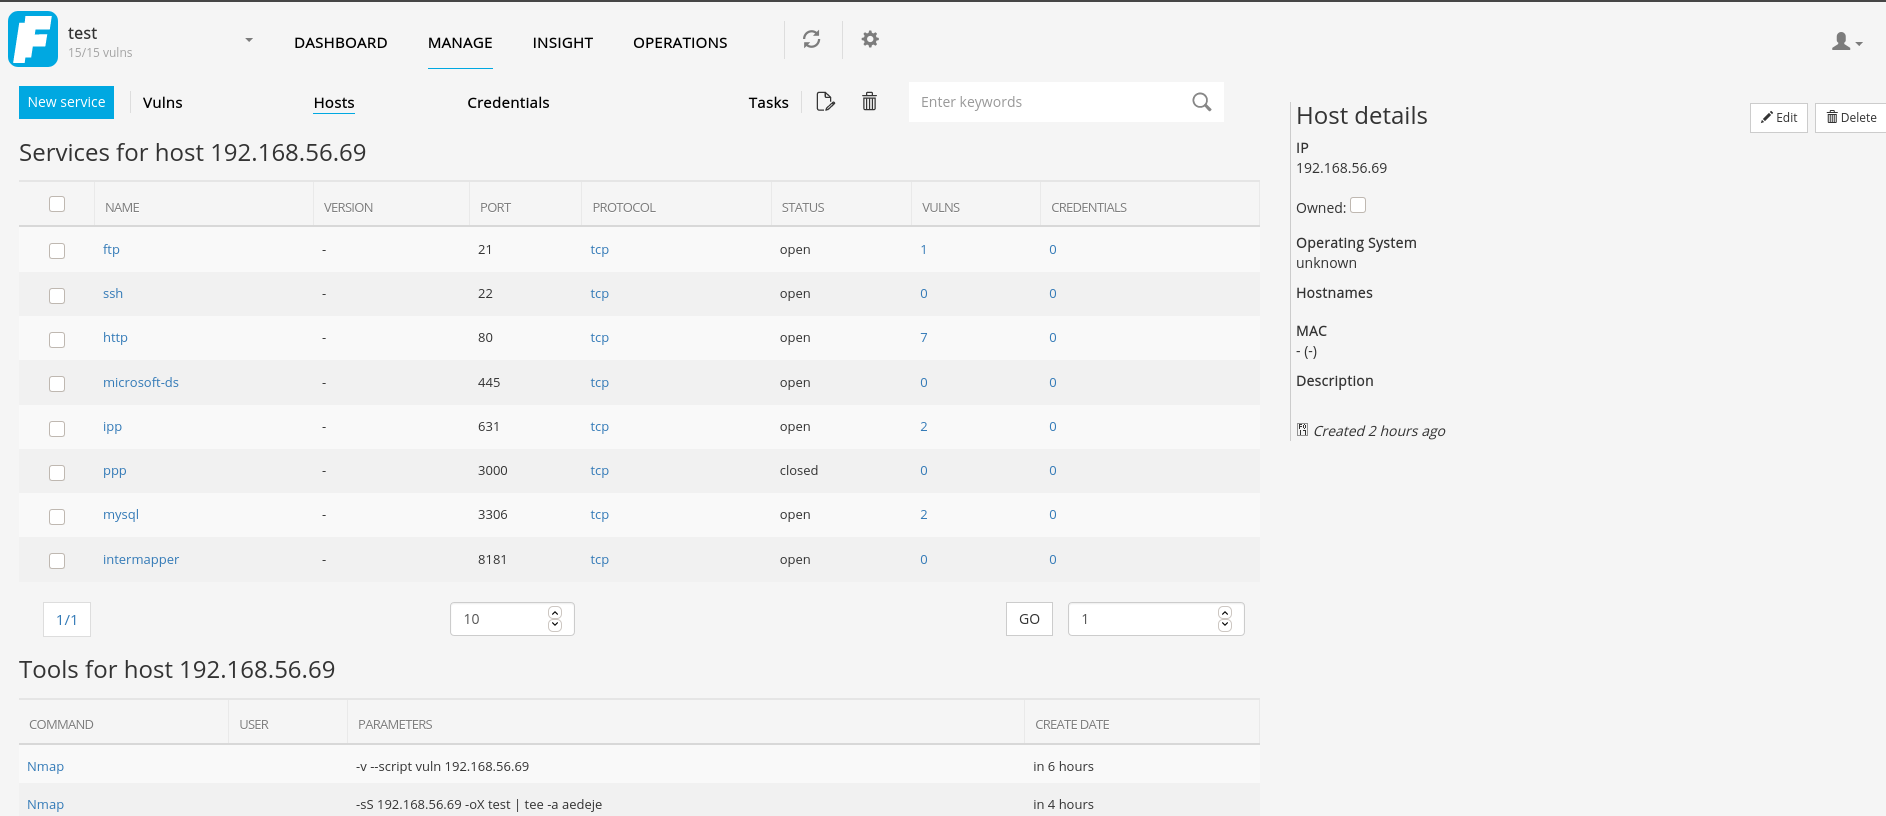 test
15/15 vulns
DASHBOARD MANAGE INSIGHT OPERATIONS
New service Vulns Hosts Credentials Tasks Enter keywords
Services for host 192.168.56.69
NAME VERSION PORT PROTOCOL STATUS VULNS CREDENTIALS
ftp - 21 tcp open 1 0
ssh - 22 tcp open 0 0
http - 80 tcp open 7 0
microsoft-ds - 445 tcp open 0 0
ipp - 631 tcp open 2 0
ppp - 3000 tcp closed 0 0
mysql - 3306 tcp open 2 0
intermapper - 8181 tcp open 0 0
1/1 10 GO 1
Tools for host 192.168.56.69
COMMAND USER PARAMETERS CREATE DATE
Nmap -v --script vuln 192.168.56.69 in 6 hours
Nmap -sS 192.168.56.69 -oX test | tee -a aedeje in 4 hours
Host details Edit Delete
IP
192.168.56.69
Owned:
Operating System
unknown
Hostnames
MAC
- (-)
Description
Created 2 hours ago